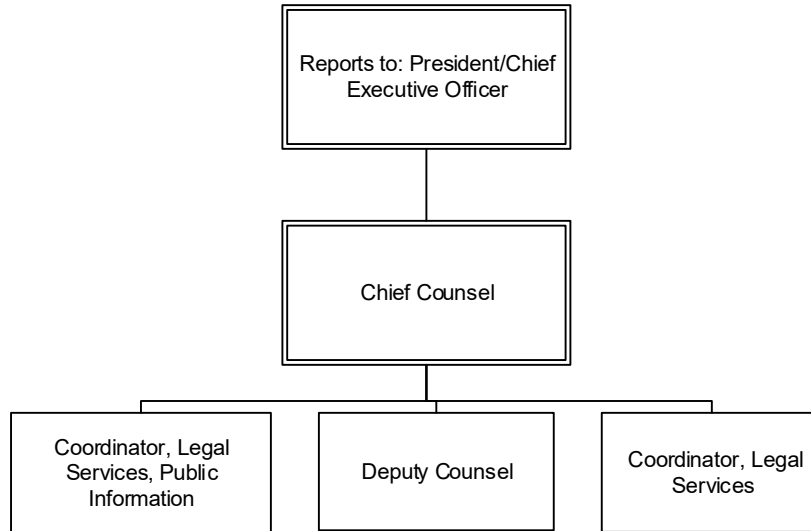 Reports to: President/Chief
Executive Officer
Chief Counsel
Coordinator, Legal
Services, Public
Information
Deputy Counsel
Coordinator, Legal
Services